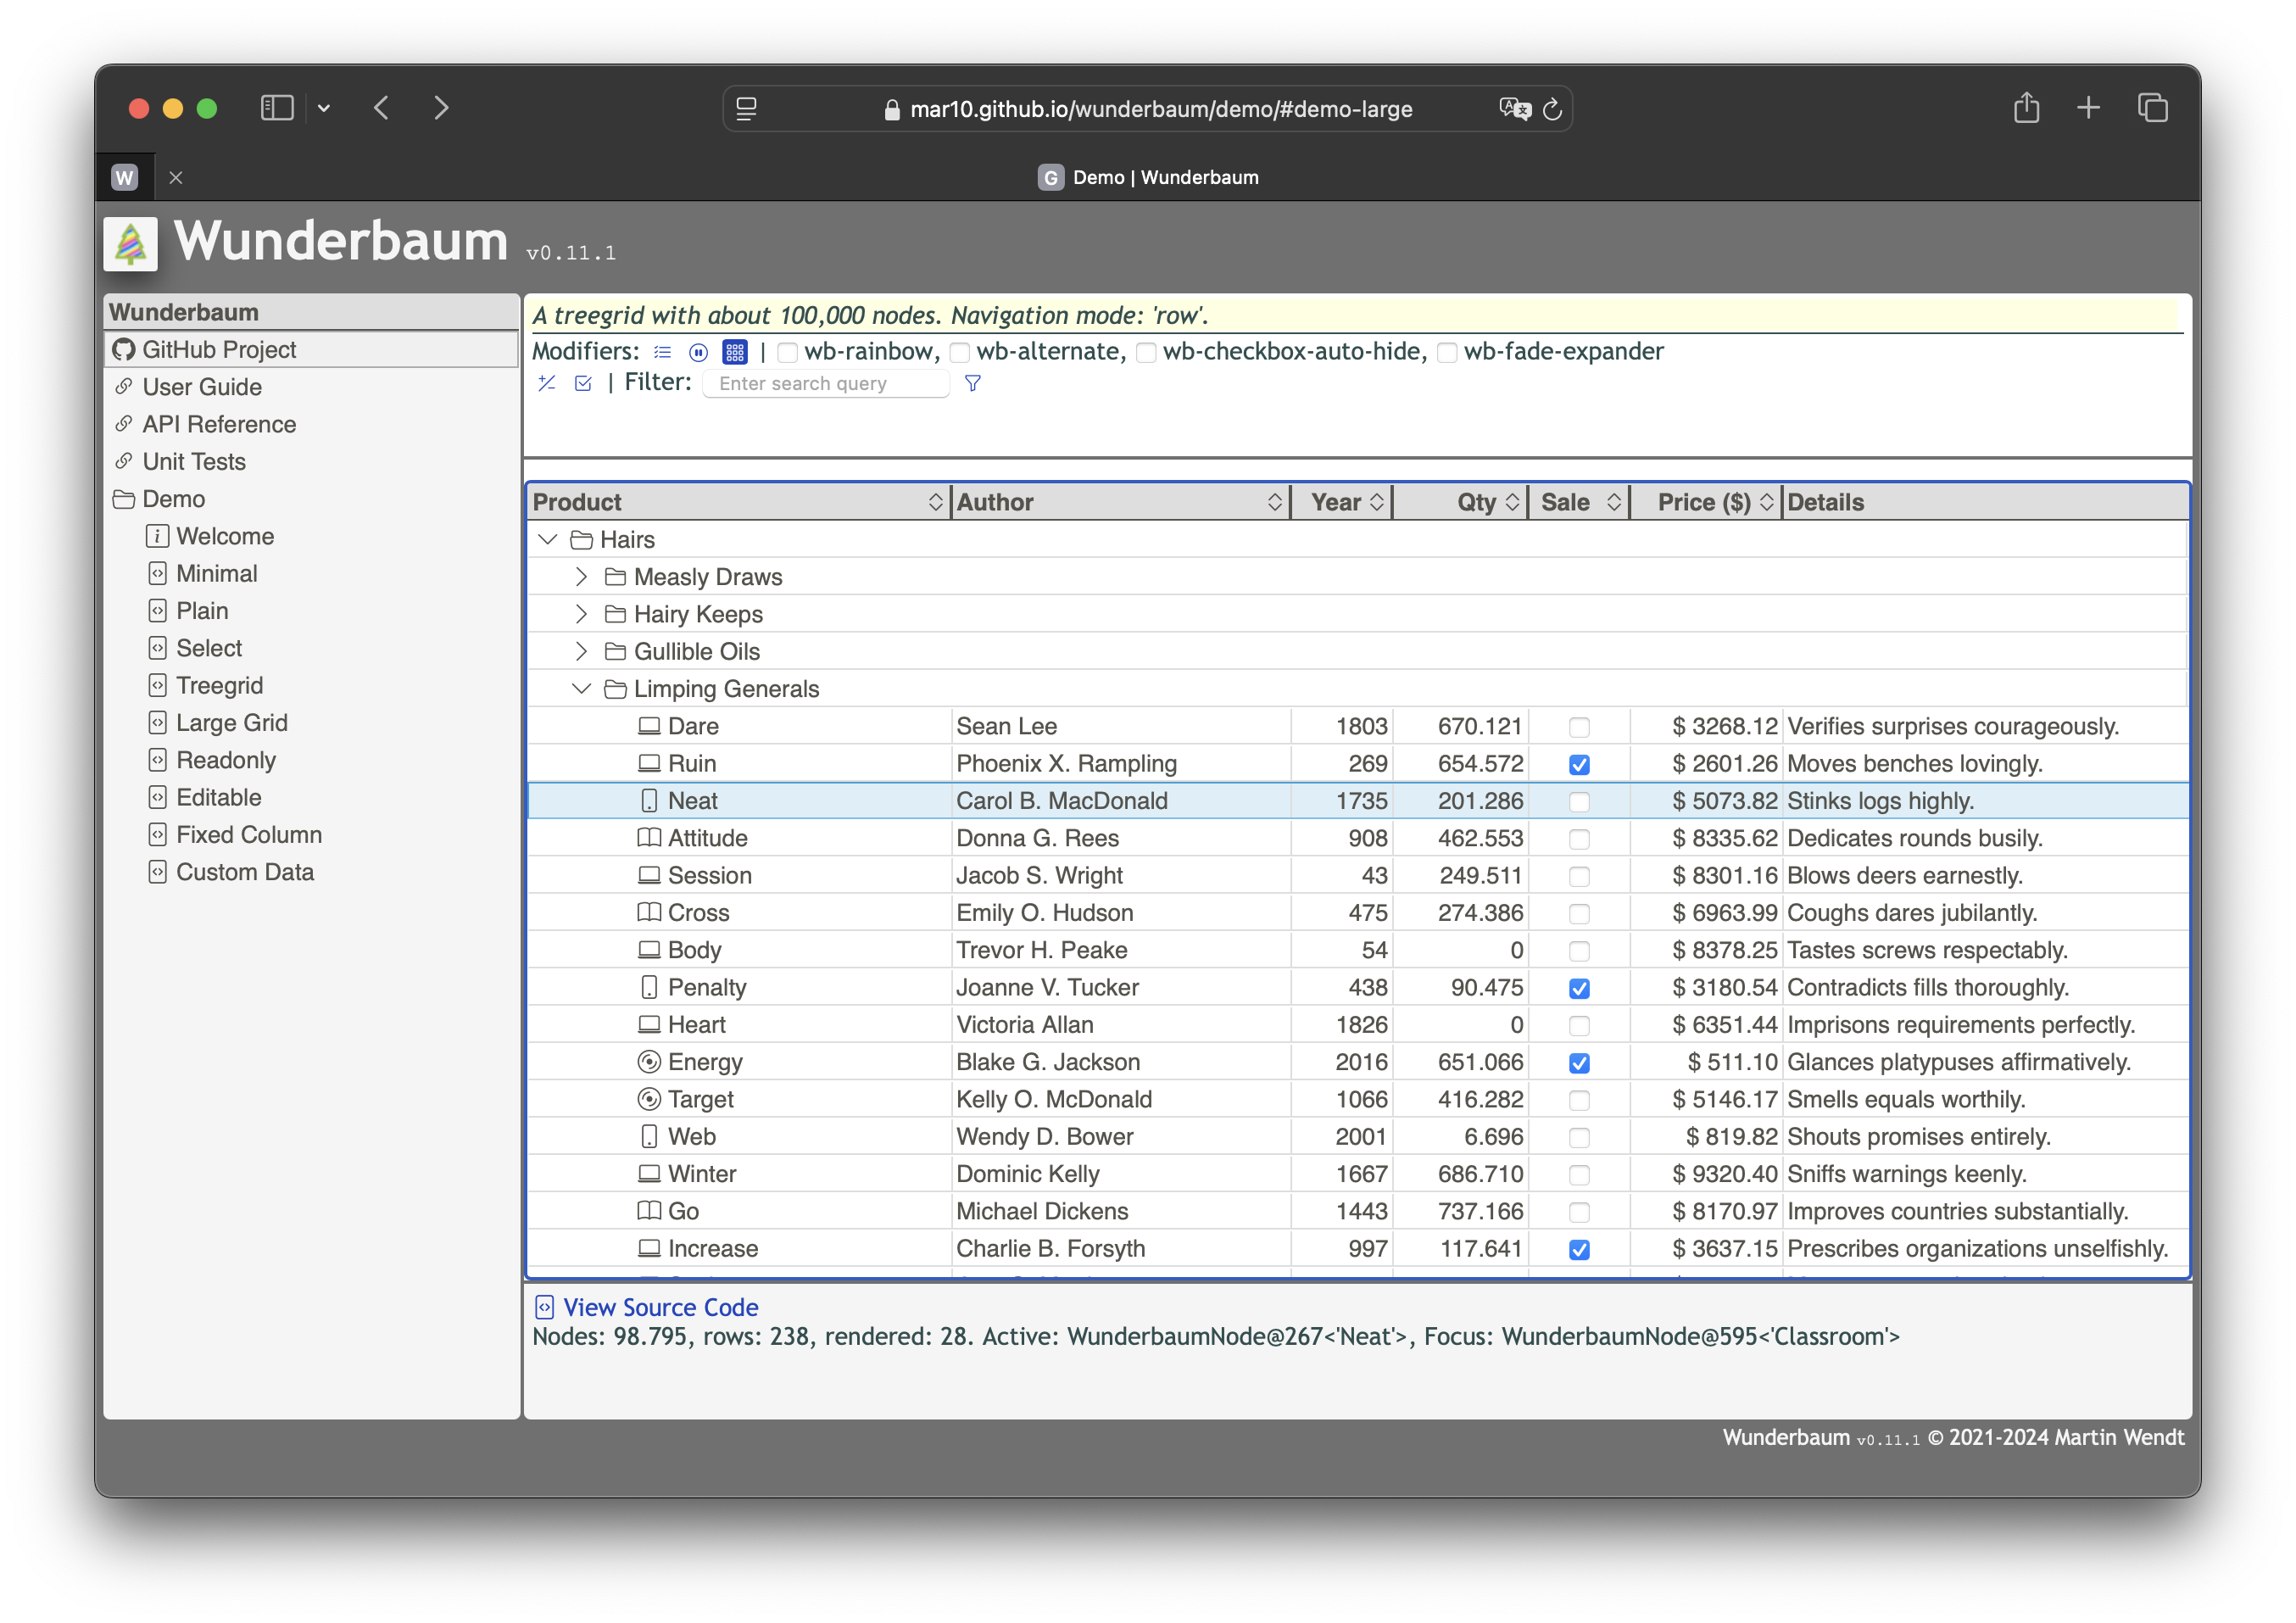 mar10.github.io/wunderbaum/demo/#demo-large
W
G Demo | Wunderbaum
Wunderbaum v0.11.1
Wunderbaum
GitHub Project
User Guide
API Reference
Unit Tests
Demo
Welcome
Minimal
Plain
Select
Treegrid
Large Grid
Readonly
Editable
Fixed Column
Custom Data
A treegrid with about 100,000 nodes. Navigation mode: 'row'.
Modifiers: | wb-rainbow, wb-alternate, wb-checkbox-auto-hide, wb-fade-expander
| Filter: Enter search query
Product Author Year Qty Sale Price ($) Details
Hairs
Measly Draws
Hairy Keeps
Gullible Oils
Limping Generals
Dare Sean Lee 1803 670.121 $ 3268.12 Verifies surprises courageously.
Ruin Phoenix X. Rampling 269 654.572 $ 2601.26 Moves benches lovingly.
Neat Carol B. MacDonald 1735 201.286 $ 5073.82 Stinks logs highly.
Attitude Donna G. Rees 908 462.553 $ 8335.62 Dedicates rounds busily.
Session Jacob S. Wright 43 249.511 $ 8301.16 Blows deers earnestly.
Cross Emily O. Hudson 475 274.386 $ 6963.99 Coughs dares jubilantly.
Body Trevor H. Peake 54 0 $ 8378.25 Tastes screws respectably.
Penalty Joanne V. Tucker 438 90.475 $ 3180.54 Contradicts fills thoroughly.
Heart Victoria Allan 1826 0 $ 6351.44 Imprisons requirements perfectly.
Energy Blake G. Jackson 2016 651.066 $ 511.10 Glances platypuses affirmatively.
Target Kelly O. McDonald 1066 416.282 $ 5146.17 Smells equals worthily.
Web Wendy D. Bower 2001 6.696 $ 819.82 Shouts promises entirely.
Winter Dominic Kelly 1667 686.710 $ 9320.40 Sniffs warnings keenly.
Go Michael Dickens 1443 737.166 $ 8170.97 Improves countries substantially.
Increase Charlie B. Forsyth 997 117.641 $ 3637.15 Prescribes organizations unselfishly.
View Source Code
Nodes: 98.795, rows: 238, rendered: 28. Active: WunderbaumNode@267<'Neat'>, Focus: WunderbaumNode@595<'Classroom'>
Wunderbaum v0.11.1 © 2021-2024 Martin Wendt